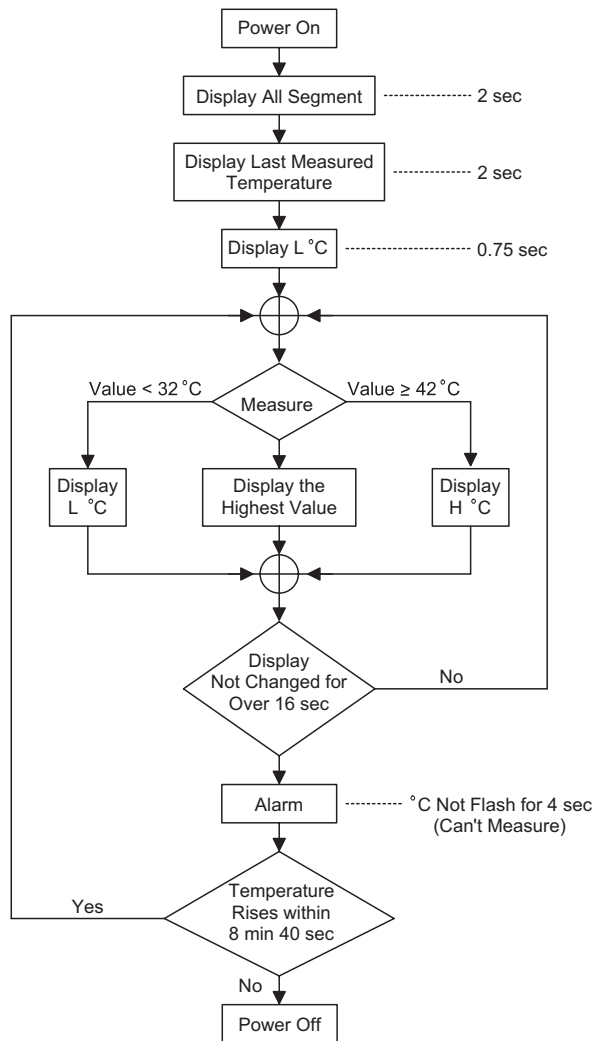 Power On
Display All Segment
2 sec
Display Last Measured
Temperature
2 sec
Display L °C
0.75 sec
Value < 32 °C
Value ≥ 42 °C
Measure
Display
L °C
Display the
Highest Value
Display
H °C
Display
Not Changed for
Over 16 sec
No
Alarm
°C Not Flash for 4 sec
(Can't Measure)
Temperature
Rises within
8 min 40 sec
Yes
No
Power Off